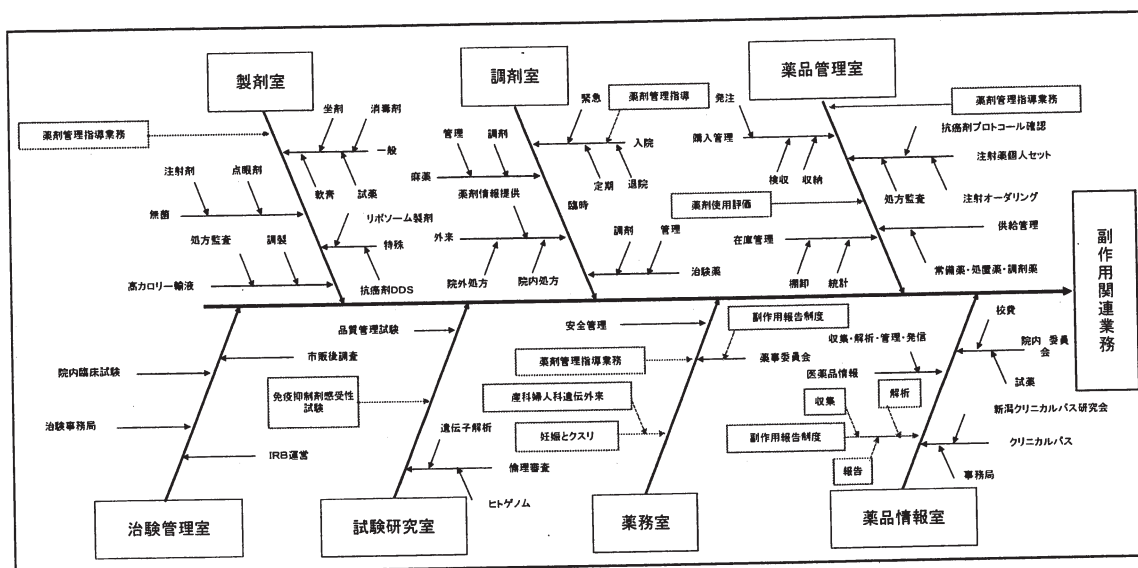 製剤室
調剤室
薬品管理室
薬剤管理指導業務
坐剤
消毒剤
一般
軟膏
試薬
注射剤
点眼剤
無菌
リポソーム製剤
特殊
抗癌剤DDS
処方監査
調製
高カロリー輸液
緊急
薬剤管理指導
入院
定期
退院
臨時
管理
調剤
麻薬
薬剤情報提供
外来
院外処方
院内処方
調剤
管理
治験薬
発注
購入管理
検収
収納
薬剤管理指導業務
抗癌剤プロトコール確認
注射薬個人セット
処方監査
注射オーダリング
薬剤使用評価
在庫管理
棚卸
統計
供給管理
常備薬・処置薬・調剤薬
副作用関連業務
市販後調査
院内臨床試験
治験事務局
IRB運営
治験管理室
品質管理試験
免疫抑制剤感受性
試験
遺伝子解析
倫理審査
ヒトゲノム
試験研究室
安全管理
副作用報告制度
薬剤管理指導業務
薬事委員会
産科婦人科遺伝外来
妊娠とクスリ
薬務室
収集・解析・管理・発信
医薬品情報
校費
院内 委員
会
試薬
収集
解析
副作用報告制度
報告
新潟クリニカルパス研究会
クリニカルパス
事務局
薬品情報室